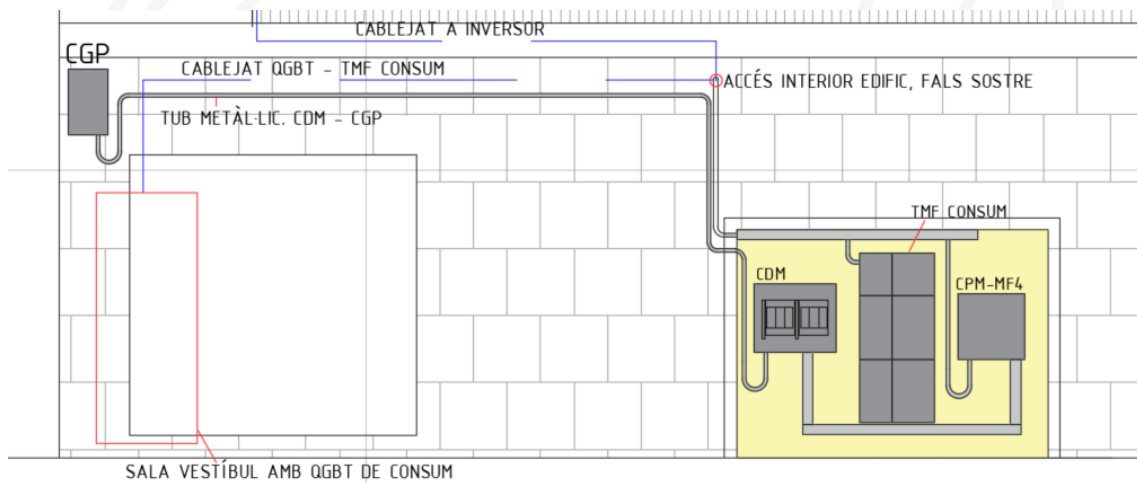 CABLEJAT A INVERSOR
CGP
CABLEJAT QGBT - TMF CONSUM
ACCÉS INTERIOR EDIFIC, FALS SOSTRE
TUB METÀL·LIC. CDM - CGP
TMF CONSUM
CDM
CPM-MF4
SALA VESTÍBUL AMB QGBT DE CONSUM